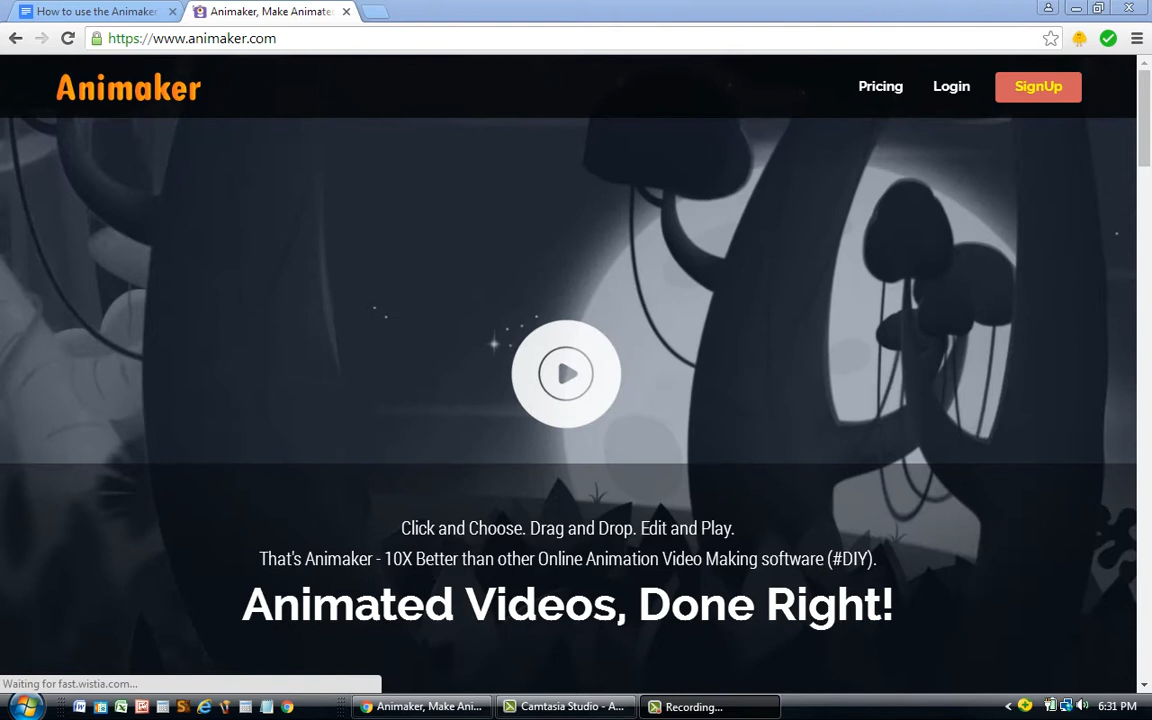 How to use the Animaker
Animaker, Make Animate
https://www.animaker.com
Animaker
Pricing
Login
SignUp
Click and Choose. Drag and Drop. Edit and Play.
That's Animaker - 10X Better than other Online Animation Video Making software (#DIY).
Animated Videos, Done Right!
Waiting for fast.wistia.com...
Animaker, Make Ani...
Camtasia Studio - A...
Recording...
6:31 PM